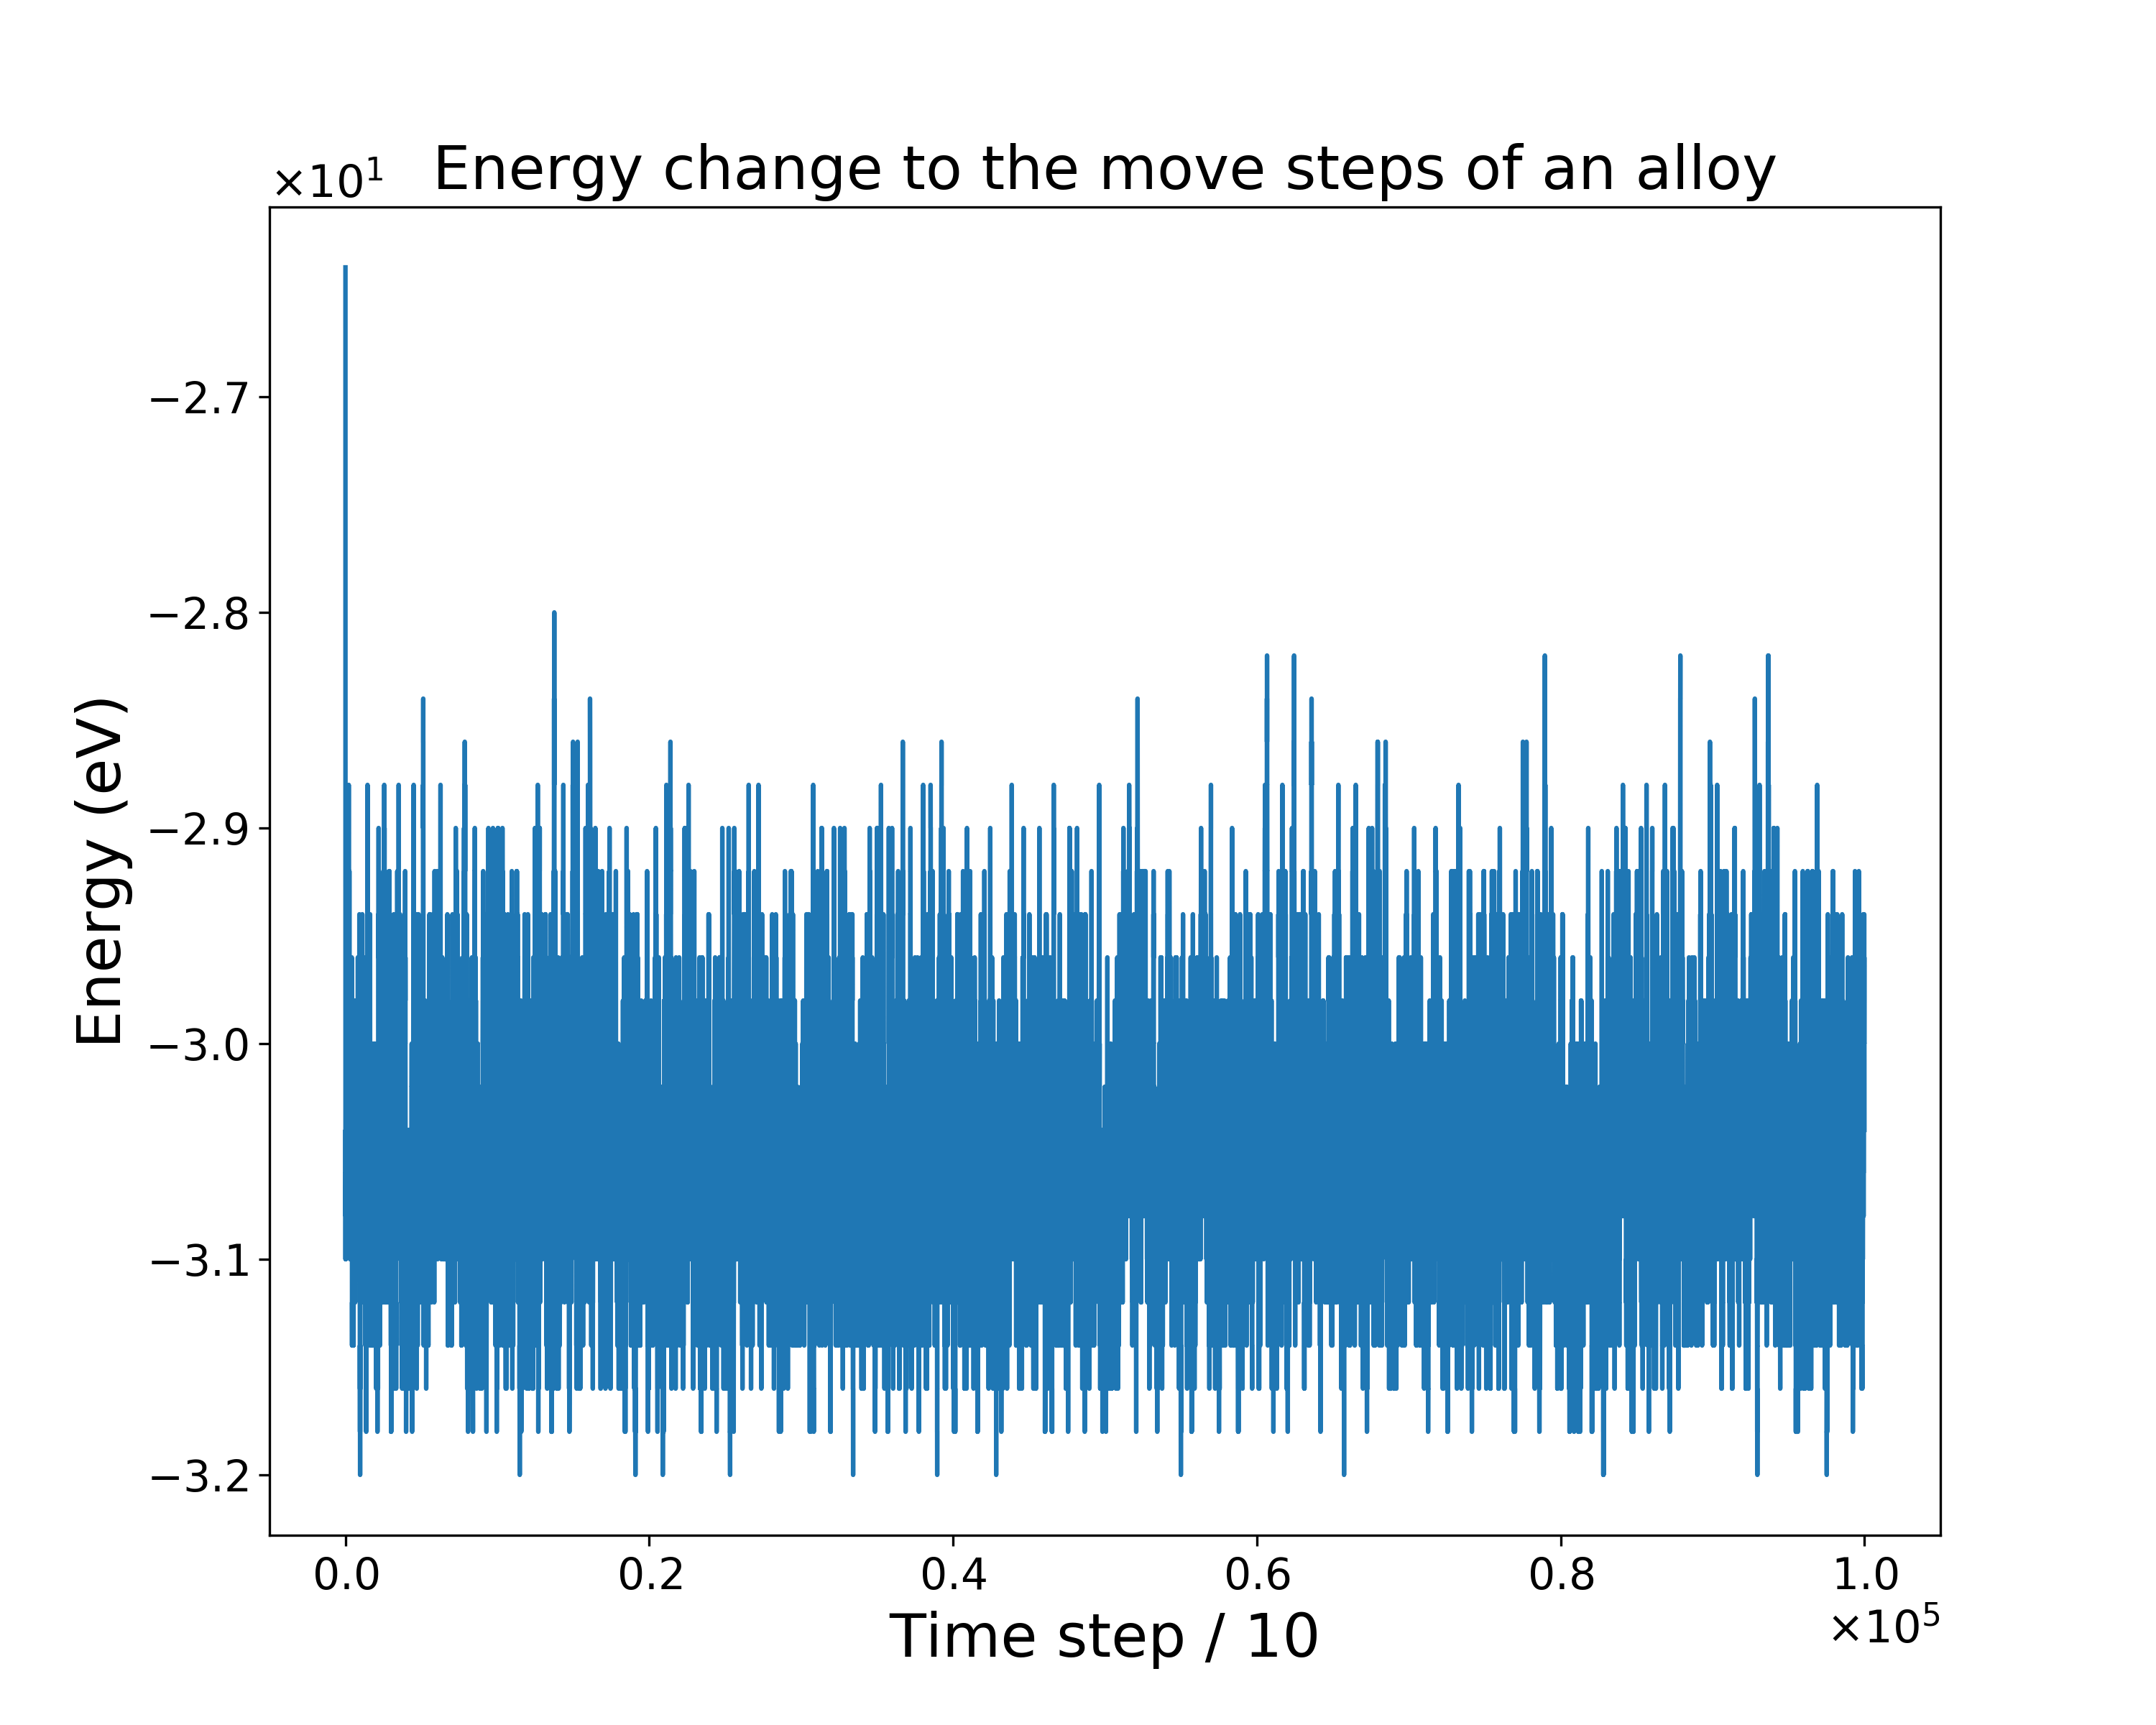 ×10¹ Energy change to the move steps of an alloy
−2.7
−2.8
−2.9
−3.0
−3.1
−3.2
Energy (eV)
0.0 0.2 0.4 0.6 0.8 1.0
Time step / 10
×10⁵